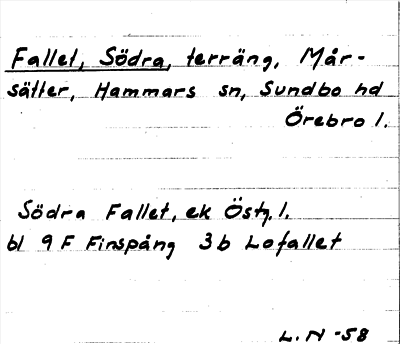 Fallet, Södra, terräng, Mår-
sätter, Hammars sn, Sundbo hd
Örebro l.
Södra Fallet, ek Östg. l.
bl 9 F Finspång 3 b Lofallet
L. N -58